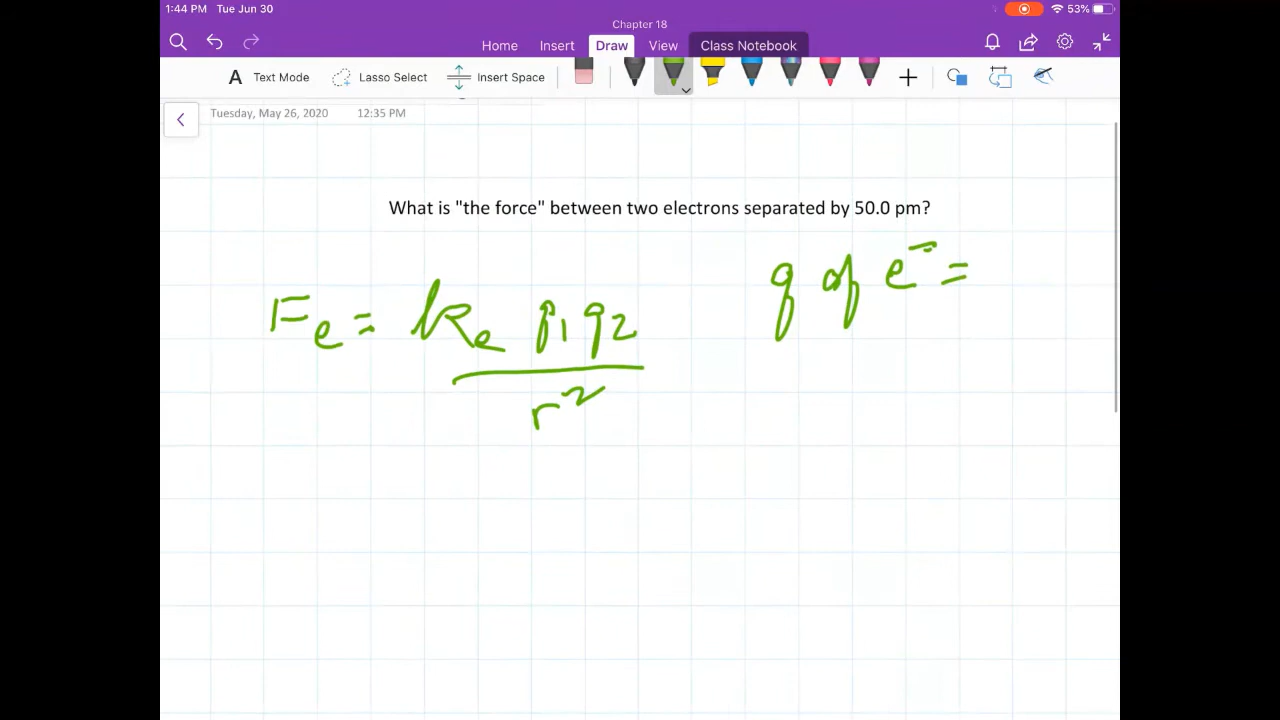 1:44 PM Tue Jun 30
53%
Chapter 18
Home Insert Draw View Class Notebook
A Text Mode Lasso Select Insert Space
Tuesday, May 26, 2020 12:35 PM
What is "the force" between two electrons separated by 50.0 pm?
q of e⁻ =
Fe = ke q1 q2
r²